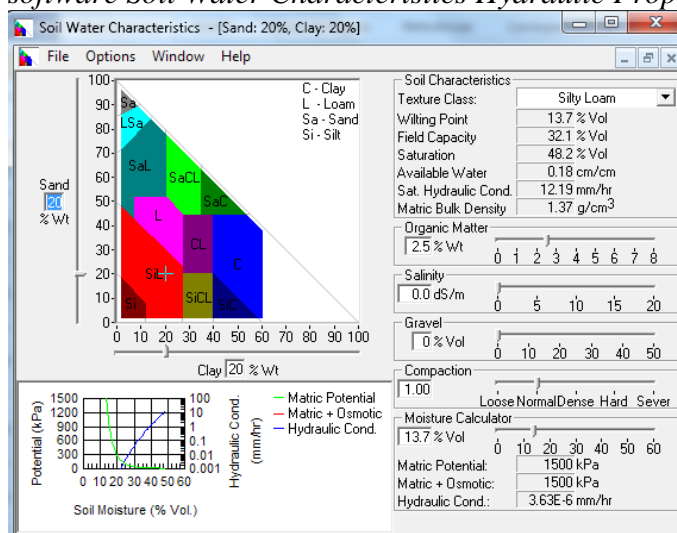 software Soil Water Characteristics Hydraulic Prop
Soil Water Characteristics - [Sand: 20%, Clay: 20%]
File Options Window Help
Sand
20
% Wt
100
90
80
70
60
50
40
30
20
10
0
0 10 20 30 40 50 60 70 80 90 100
Sa
LSa
SaL
SaCL
SaC
L
CL
C
SiL
Si
SiCL
SiC
C - Clay
L - Loam
Sa - Sand
Si - Silt
Clay 20 % Wt
Soil Characteristics
Texture Class: Silty Loam
Wilting Point 13.7 % Vol
Field Capacity 32.1 % Vol
Saturation 48.2 % Vol
Available Water 0.18 cm/cm
Sat. Hydraulic Cond. 12.19 mm/hr
Matric Bulk Density 1.37 g/cm3
Organic Matter
2.5 % Wt 0 1 2 3 4 5 6 7 8
Salinity
0.0 dS/m 0 5 10 15 20
Gravel
0 % Vol 0 10 20 30 40 50
Compaction
1.00 Loose Normal Dense Hard Sever
Moisture Calculator
13.7 % Vol 0 10 20 30 40 50 60
Matric Potential: 1500 kPa
Matric + Osmotic: 1500 kPa
Hydraulic Cond.: 3.63E-6 mm/hr
Potential (kPa)
1500
1200
900
600
300
0
0 10 20 30 40 50 60
100
10
1
0.1
0.01
0.001
Hydraulic Cond.
(mm/hr)
Matric Potential
Matric + Osmotic
Hydraulic Cond.
Soil Moisture (% Vol.)